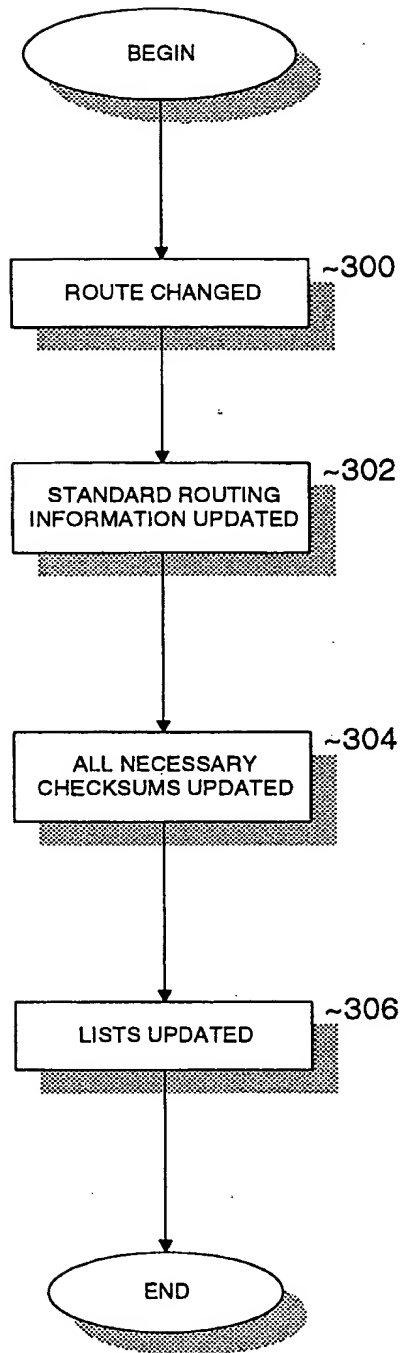 BEGIN
~300
ROUTE CHANGED
~302
STANDARD ROUTING
INFORMATION UPDATED
~304
ALL NECESSARY
CHECKSUMS UPDATED
~306
LISTS UPDATED
END